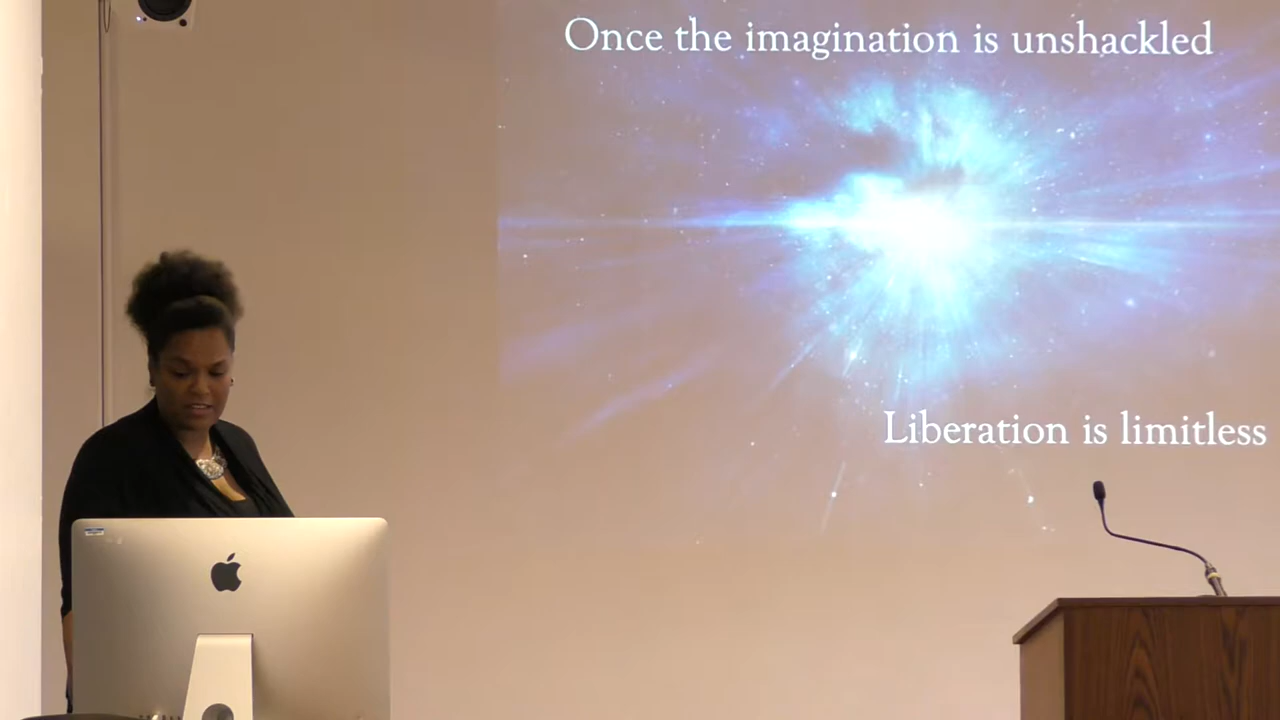 Once the imagination is unshackled
Liberation is limitless